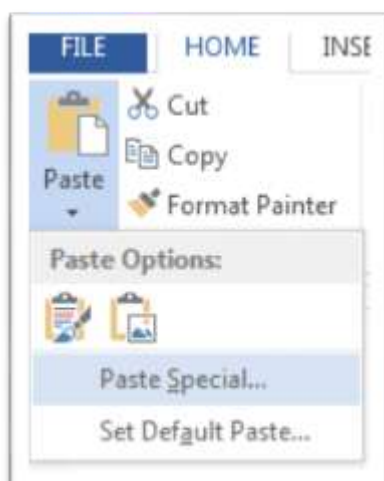 FILE HOME INSE
Cut
Copy
Paste
Format Painter
Paste Options:
Paste Special...
Set Default Paste...